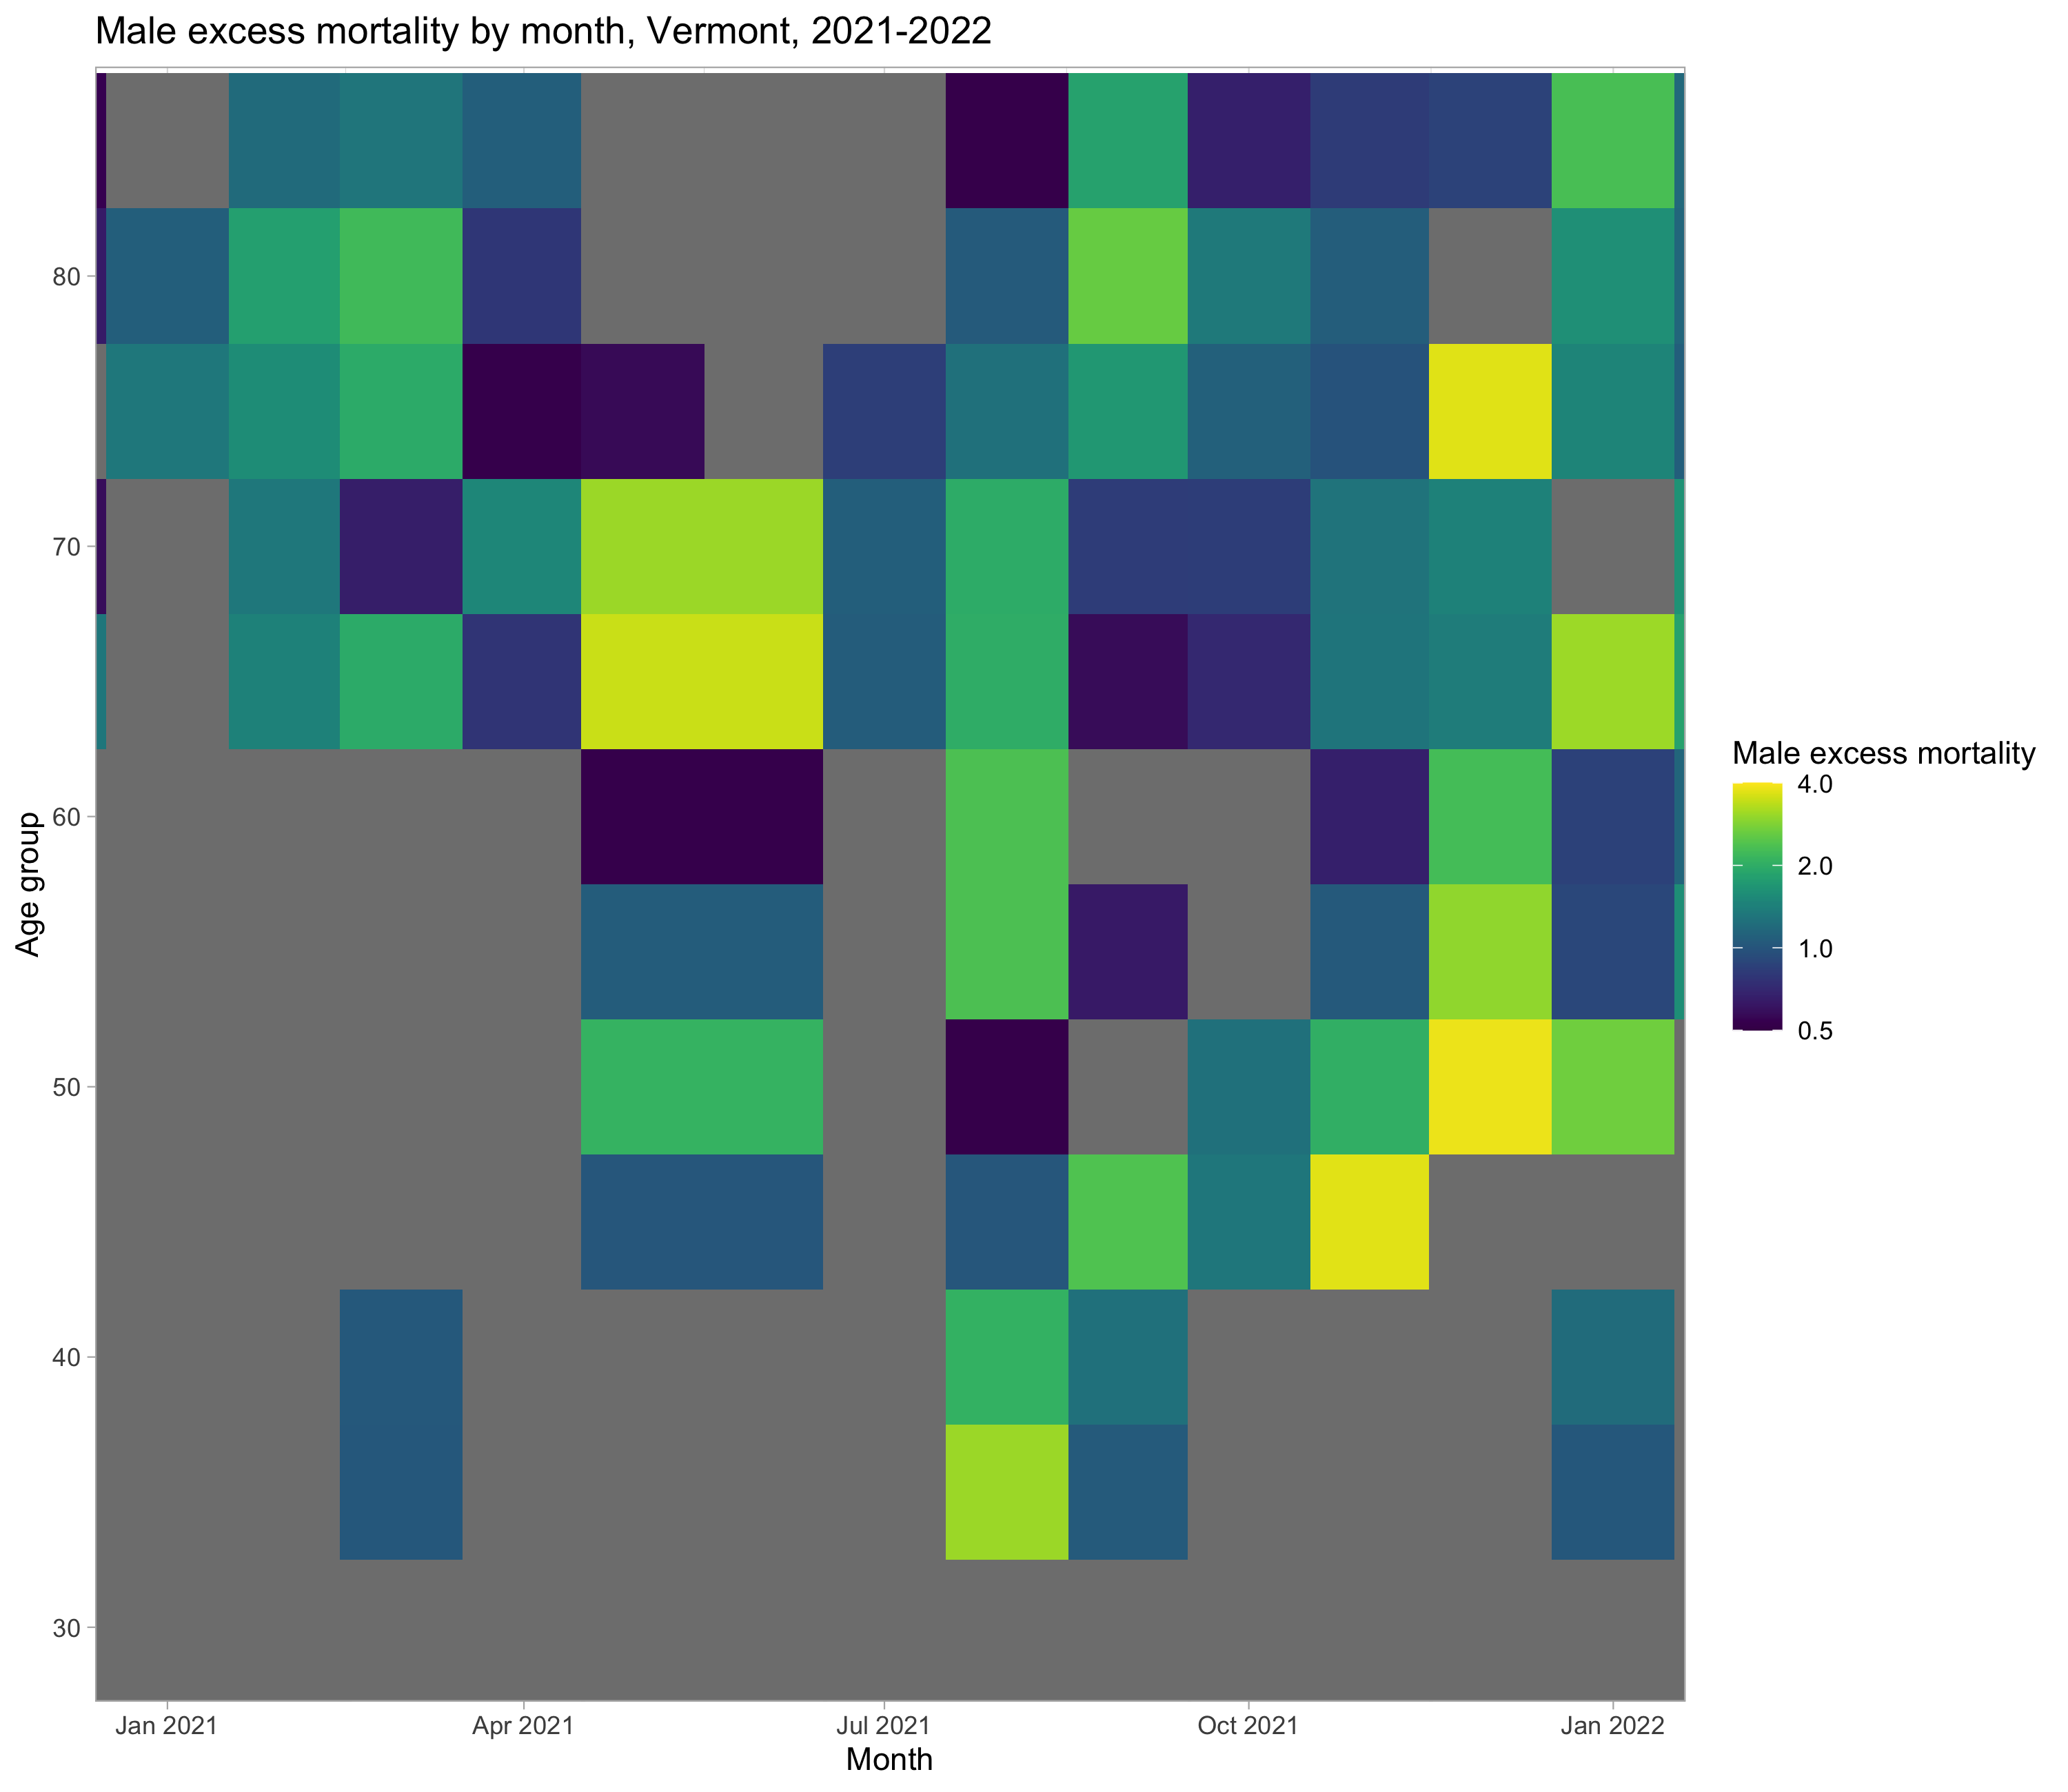 Male excess mortality by month, Vermont, 2021-2022
80
70
60
50
40
30
Age group
Jan 2021 Apr 2021 Jul 2021 Oct 2021 Jan 2022
Month
Male excess mortality
4.0
2.0
1.0
0.5